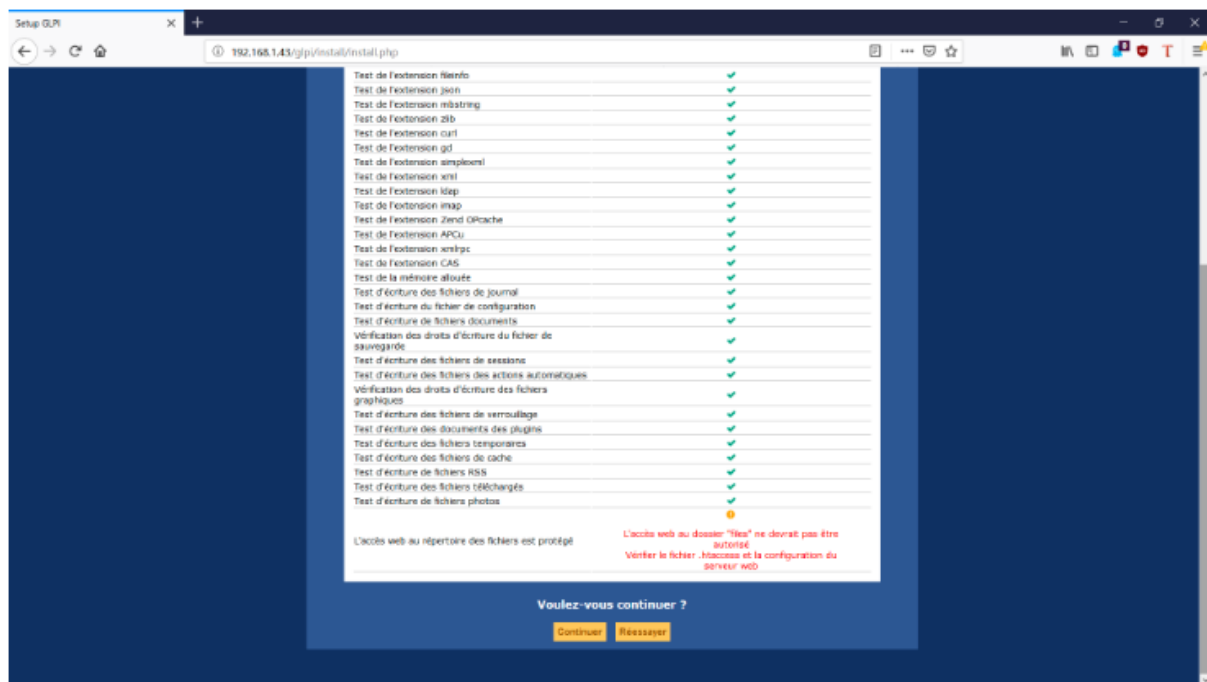 Setup GLPI
192.168.1.43/glpi/install/install.php
Test de l'extension fileinfo
Test de l'extension json
Test de l'extension mbstring
Test de l'extension zlib
Test de l'extension curl
Test de l'extension gd
Test de l'extension simplexml
Test de l'extension xml
Test de l'extension ldap
Test de l'extension imap
Test de l'extension Zend OPcache
Test de l'extension APCu
Test de l'extension xmlrpc
Test de l'extension CAS
Test de la mémoire allouée
Test d'écriture des fichiers de journal
Test d'écriture du fichier de configuration
Test d'écriture de fichiers documents
Vérification des droits d'écriture du fichier de
sauvegarde
Test d'écriture des fichiers de sessions
Test d'écriture des fichiers des actions automatiques
Vérification des droits d'écriture des fichiers
graphiques
Test d'écriture des fichiers de verrouillage
Test d'écriture des documents des plugins
Test d'écriture des fichiers temporaires
Test d'écriture des fichiers de cache
Test d'écriture de fichiers RSS
Test d'écriture des fichiers téléchargés
Test d'écriture de fichiers photos
L'accès web au répertoire des fichiers est protégé
L'accès web au dossier "files" ne devrait pas être
autorisé
Vérifier le fichier .htaccess et la configuration du
serveur web
Voulez-vous continuer ?
Continuer Réessayer